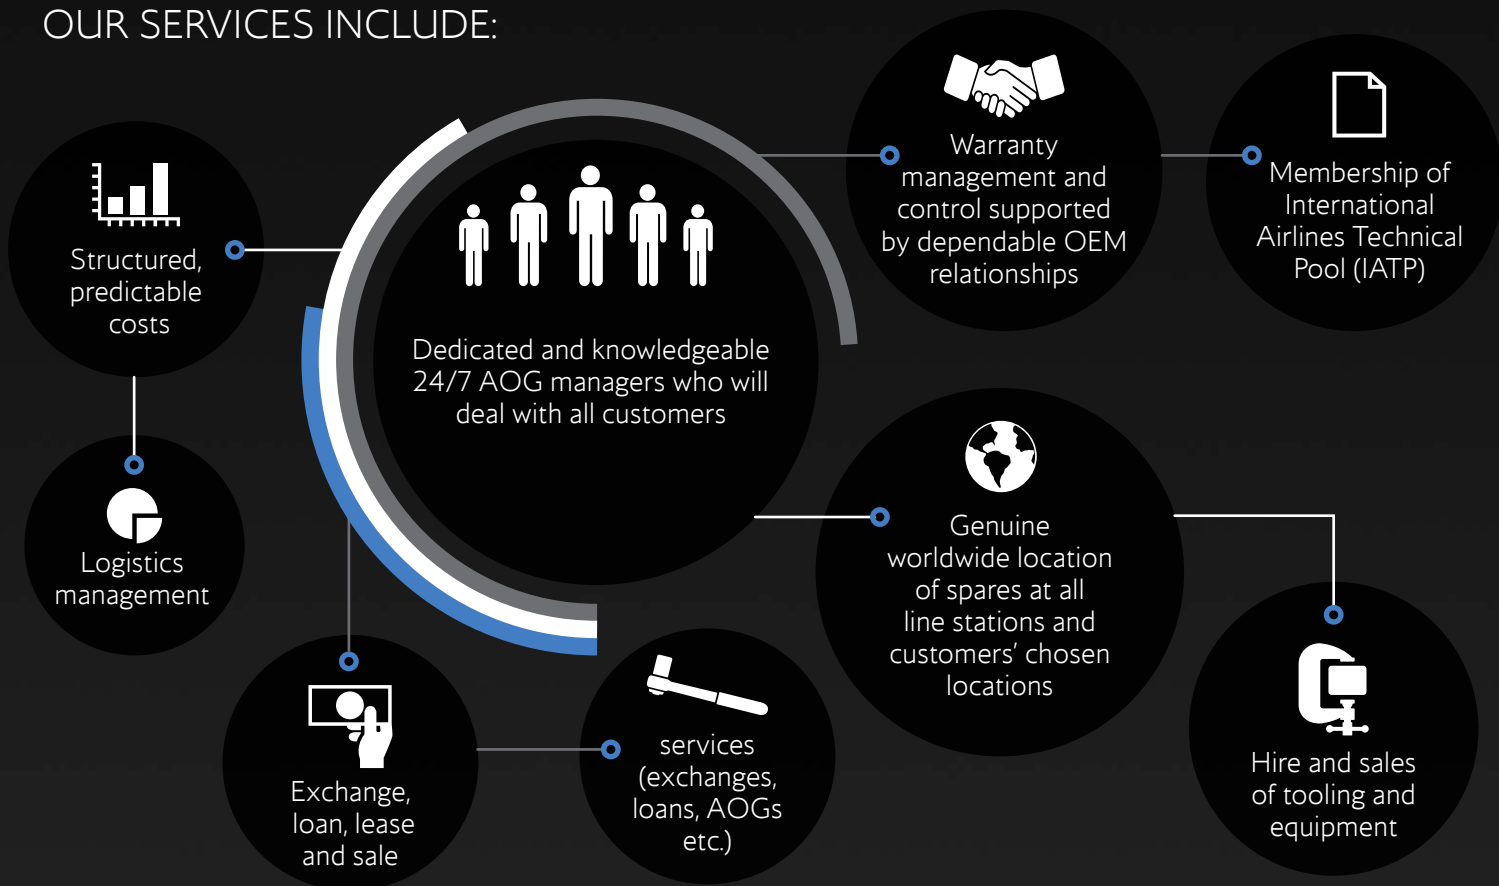 OUR SERVICES INCLUDE:
Structured,
predictable
costs
Logistics
management
Dedicated and knowledgeable
24/7 AOG managers who will
deal with all customers
Warranty
management and
control supported
by dependable OEM
relationships
Membership of
International
Airlines Technical
Pool (IATP)
Genuine
worldwide location
of spares at all
line stations and
customers’ chosen
locations
Hire and sales
of tooling and
equipment
Exchange,
loan, lease
and sale
services
(exchanges,
loans, AOGs
etc.)